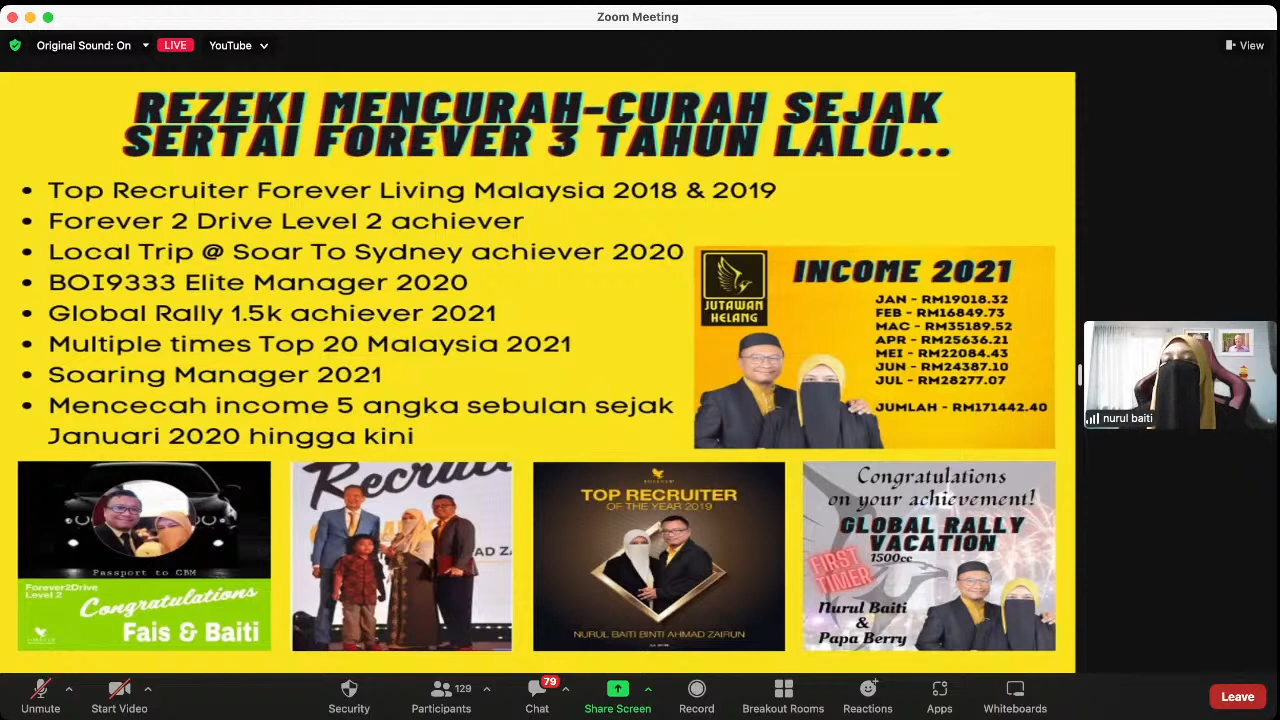 Zoom Meeting
Original Sound: On
LIVE
YouTube
View
REZEKI MENCURAH-CURAH SEJAK
SERTAI FOREVER 3 TAHUN LALU...
• Top Recruiter Forever Living Malaysia 2018 & 2019
• Forever 2 Drive Level 2 achiever
• Local Trip @ Soar To Sydney achiever 2020
• BOI9333 Elite Manager 2020
• Global Rally 1.5k achiever 2021
• Multiple times Top 20 Malaysia 2021
• Soaring Manager 2021
• Mencecah income 5 angka sebulan sejak
Januari 2020 hingga kini
JUTAWAN
HELANG
INCOME 2021
JAN - RM19018.32
FEB - RM16849.73
MAC - RM35189.52
APR - RM25636.21
MEI - RM22084.43
JUN - RM24387.10
JUL - RM28277.07
JUMLAH - RM171442.40
nurul baiti
Passport to CBM
Forever2Drive
Level 2
Congratulations
Fais & Baiti
Recruit
AD ZA
TOP RECRUITER
OF THE YEAR 2019
NURUL BAITI BINTI AHMAD ZAIRUN
Congratulations
on your achievement!
GLOBAL RALLY
VACATION
1500cc
FIRST
TIMER
Nurul Baiti
&
Papa Berry
Unmute
Start Video
Security
129
Participants
79
Chat
Share Screen
Record
Breakout Rooms
Reactions
Apps
Whiteboards
Leave